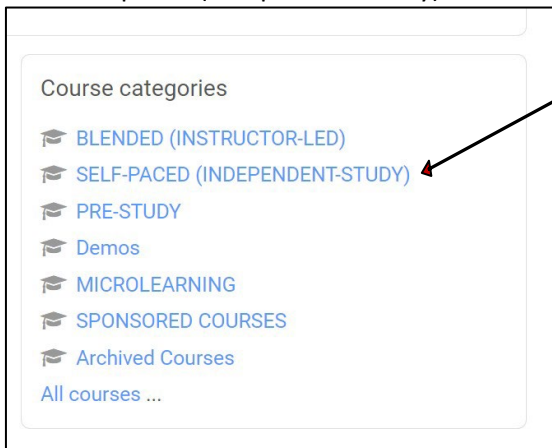 Course categories
BLENDED (INSTRUCTOR-LED)
SELF-PACED (INDEPENDENT-STUDY)
PRE-STUDY
Demos
MICROLEARNING
SPONSORED COURSES
Archived Courses
All courses ...